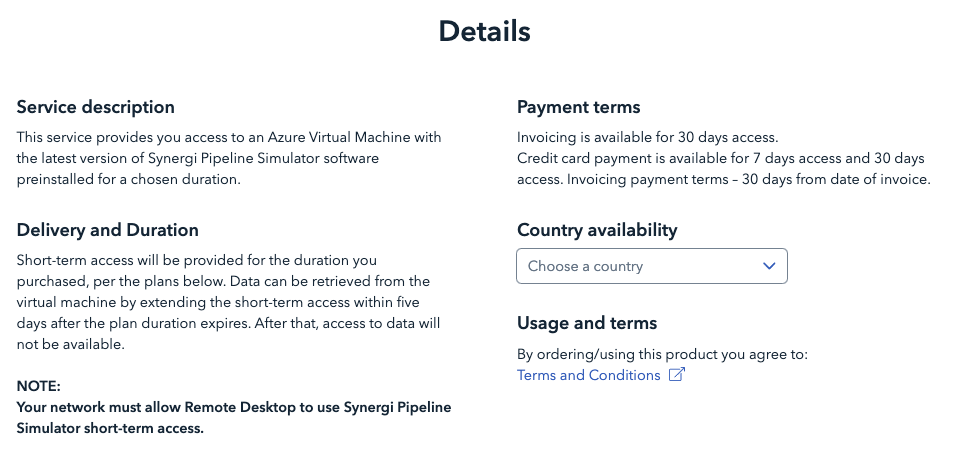 Details
Service description
This service provides you access to an Azure Virtual Machine with
the latest version of Synergi Pipeline Simulator software
preinstalled for a chosen duration.
Delivery and Duration
Short-term access will be provided for the duration you
purchased, per the plans below. Data can be retrieved from the
virtual machine by extending the short-term access within five
days after the plan duration expires. After that, access to data will
not be available.
NOTE:
Your network must allow Remote Desktop to use Synergi Pipeline
Simulator short-term access.
Payment terms
Invoicing is available for 30 days access.
Credit card payment is available for 7 days access and 30 days
access. Invoicing payment terms – 30 days from date of invoice.
Country availability
Choose a country
Usage and terms
By ordering/using this product you agree to:
Terms and Conditions